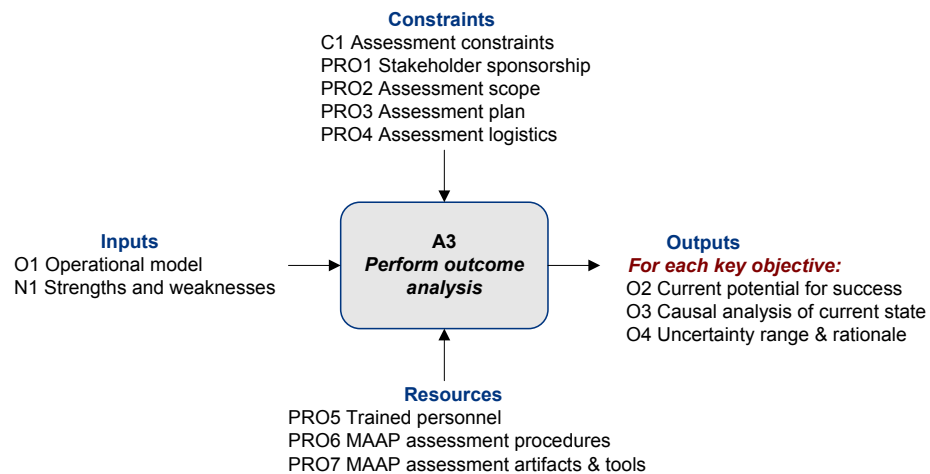 Constraints
C1 Assessment constraints
PRO1 Stakeholder sponsorship
PRO2 Assessment scope
PRO3 Assessment plan
PRO4 Assessment logistics
Inputs
O1 Operational model
N1 Strengths and weaknesses
A3
Perform outcome
analysis
Outputs
For each key objective:
O2 Current potential for success
O3 Causal analysis of current state
O4 Uncertainty range & rationale
Resources
PRO5 Trained personnel
PRO6 MAAP assessment procedures
PRO7 MAAP assessment artifacts & tools